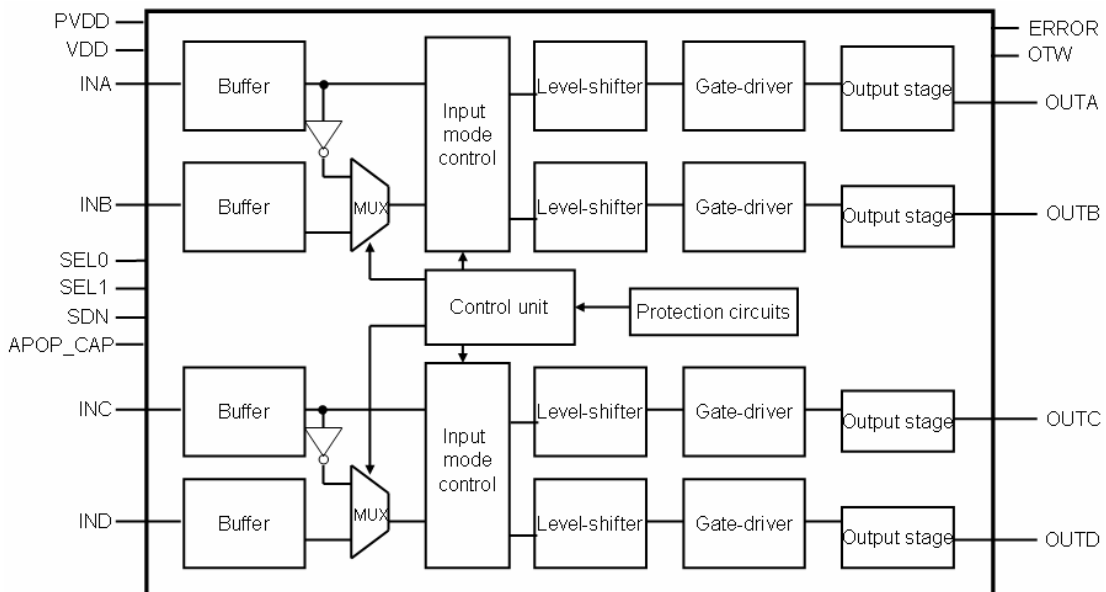 PVDD
VDD
INA
INB
SEL0
SEL1
SDN
APOP_CAP
INC
IND
Buffer
Buffer
MUX
Input
mode
control
Level-shifter
Gate-driver
Output stage
Level-shifter
Gate-driver
Output stage
Control unit
Protection circuits
Buffer
Buffer
MUX
Input
mode
control
Level-shifter
Gate-driver
Output stage
Level-shifter
Gate-driver
Output stage
ERROR
OTW
OUTA
OUTB
OUTC
OUTD